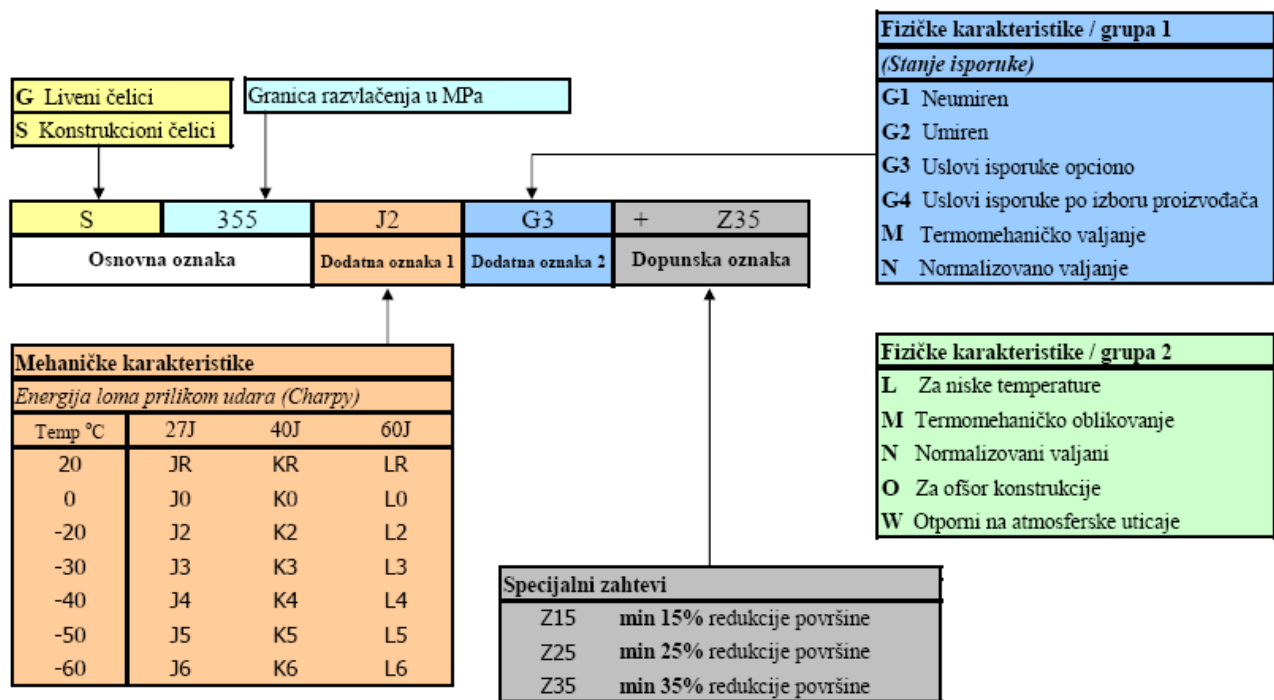 G Liveni čelici
S Konstrukcioni čelici
Granica razvlačenja u MPa
Fizičke karakteristike / grupa 1
(Stanje isporuke)
G1 Neumiren
G2 Umiren
G3 Uslovi isporuke opciono
G4 Uslovi isporuke po izboru proizvođača
M Termomehaničko valjanje
N Normalizovano valjanje
S 355 J2 G3 + Z35
Osnovna oznaka Dodatna oznaka 1 Dodatna oznaka 2 Dopunska oznaka
Mehaničke karakteristike
Energija loma prilikom udara (Charpy)
Temp °C 27J 40J 60J
20 JR KR LR
0 J0 K0 L0
-20 J2 K2 L2
-30 J3 K3 L3
-40 J4 K4 L4
-50 J5 K5 L5
-60 J6 K6 L6
Fizičke karakteristike / grupa 2
L Za niske temperature
M Termomehaničko oblikovanje
N Normalizovani valjani
O Za ofšor konstrukcije
W Otporni na atmosferske uticaje
Specijalni zahtevi
Z15 min 15% redukcije površine
Z25 min 25% redukcije površine
Z35 min 35% redukcije površine